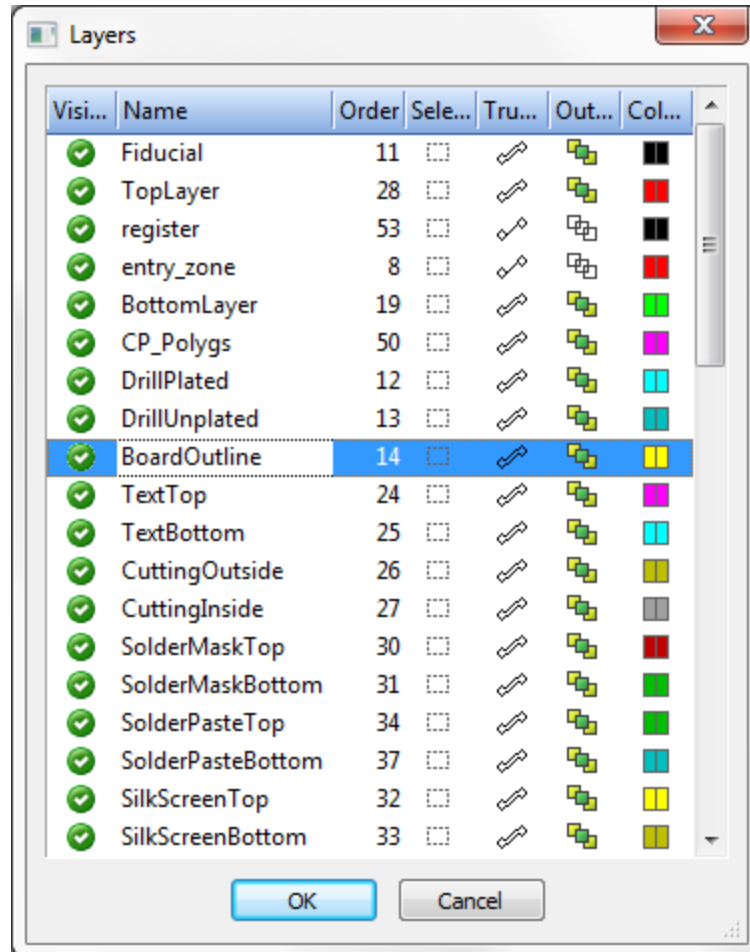 Layers
Visi... Name Order Sele... Tru... Out... Col...
Fiducial 11
TopLayer 28
register 53
entry_zone 8
BottomLayer 19
CP_Polygs 50
DrillPlated 12
DrillUnplated 13
BoardOutline 14
TextTop 24
TextBottom 25
CuttingOutside 26
CuttingInside 27
SolderMaskTop 30
SolderMaskBottom 31
SolderPasteTop 34
SolderPasteBottom 37
SilkScreenTop 32
SilkScreenBottom 33
OK Cancel